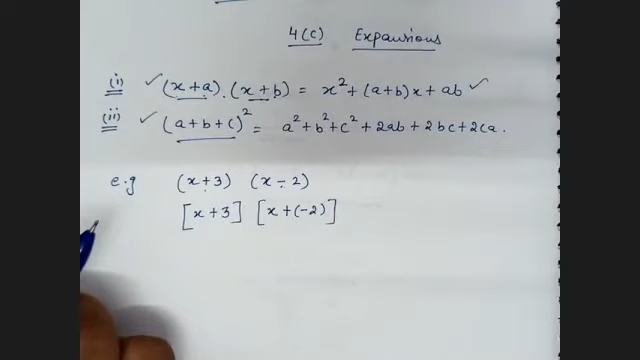 4(c) Expansions
(i) ✓(x+a).(x+b) = x² + (a+b)x + ab ✓
(ii) ✓(a+b+c)² = a² + b² + c² + 2ab + 2bc + 2ca.
e.g (x+3) (x-2)
[x+3] [x+(-2)]